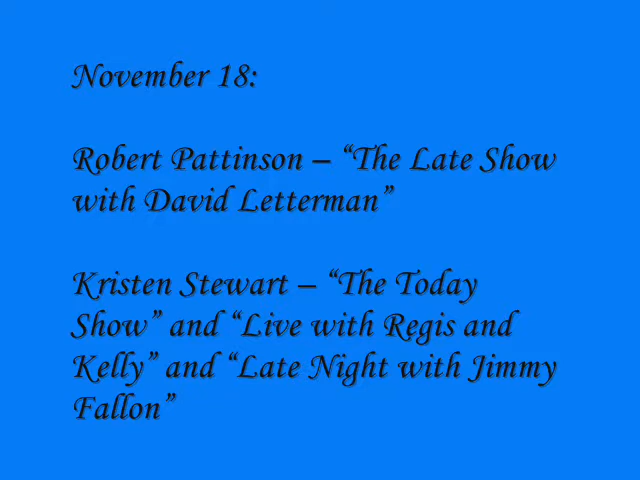 November 18:
Robert Pattinson – “The Late Show
with David Letterman”
Kristen Stewart – “The Today
Show” and “Live with Regis and
Kelly” and “Late Night with Jimmy
Fallon”